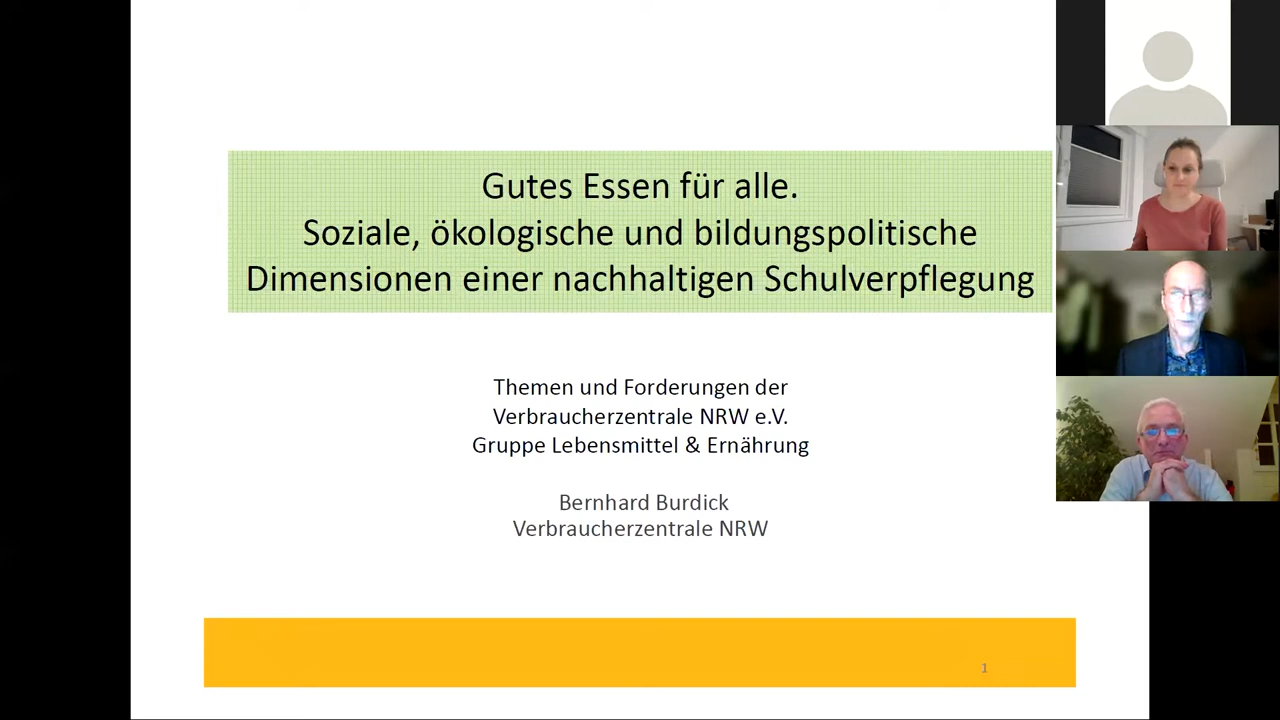 Gutes Essen für alle.
Soziale, ökologische und bildungspolitische
Dimensionen einer nachhaltigen Schulverpflegung
Themen und Forderungen der
Verbraucherzentrale NRW e.V.
Gruppe Lebensmittel & Ernährung
Bernhard Burdick
Verbraucherzentrale NRW
1